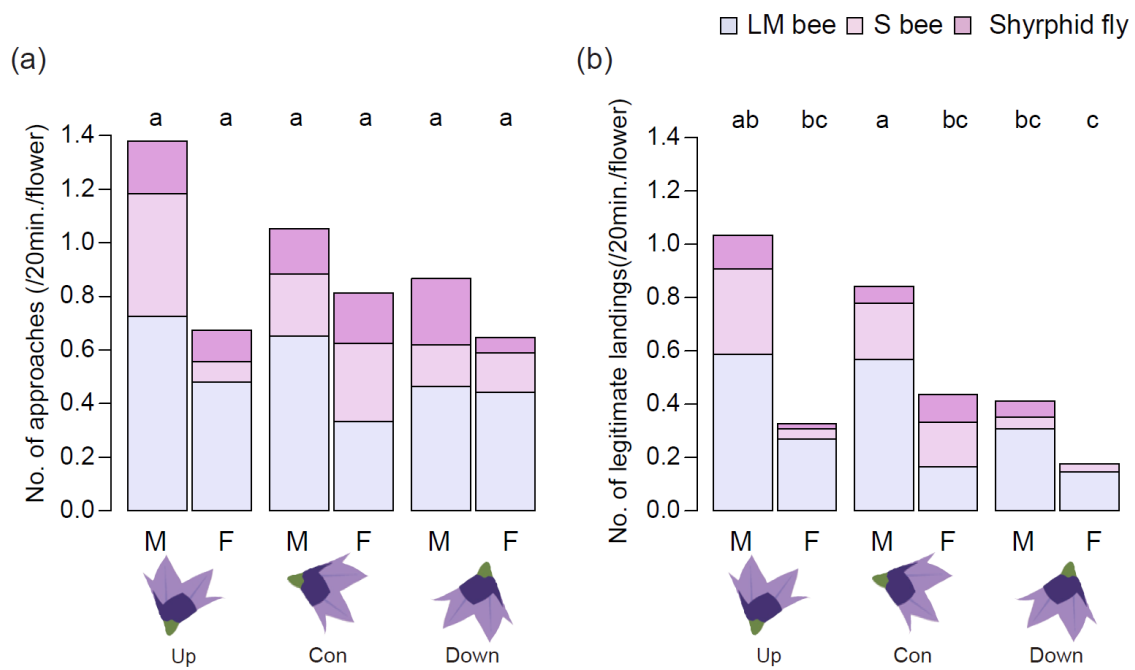 LM bee S bee Shyrphid fly
(a)
No. of approaches (/20min./flower)
a a a a a a
1.4
1.2
1.0
0.8
0.6
0.4
0.2
0.0
M F M F M F
Up Con Down
(b)
No. of legitimate landings(/20min./flower)
ab bc a bc bc c
1.4
1.2
1.0
0.8
0.6
0.4
0.2
0.0
M F M F M F
Up Con Down